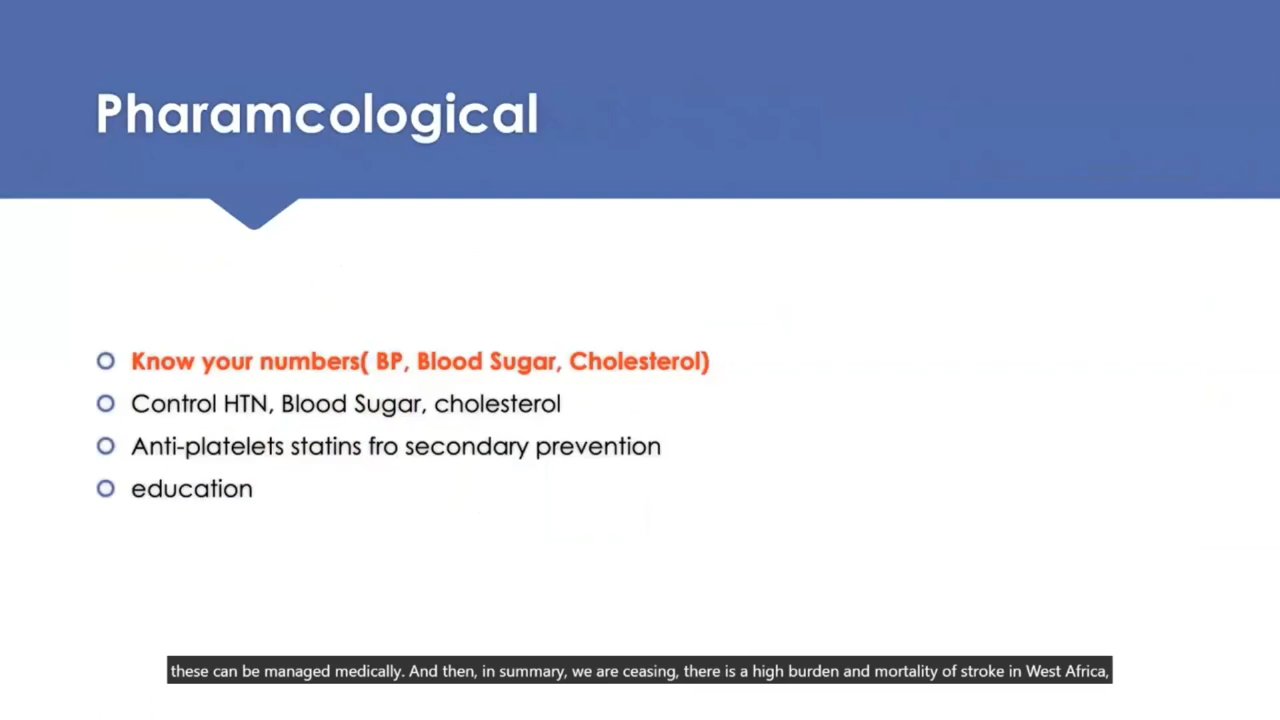 Pharamcological
Know your numbers( BP, Blood Sugar, Cholesterol)
Control HTN, Blood Sugar, cholesterol
Anti-platelets statins fro secondary prevention
education
these can be managed medically. And then, in summary, we are ceasing, there is a high burden and mortality of stroke in West Africa,